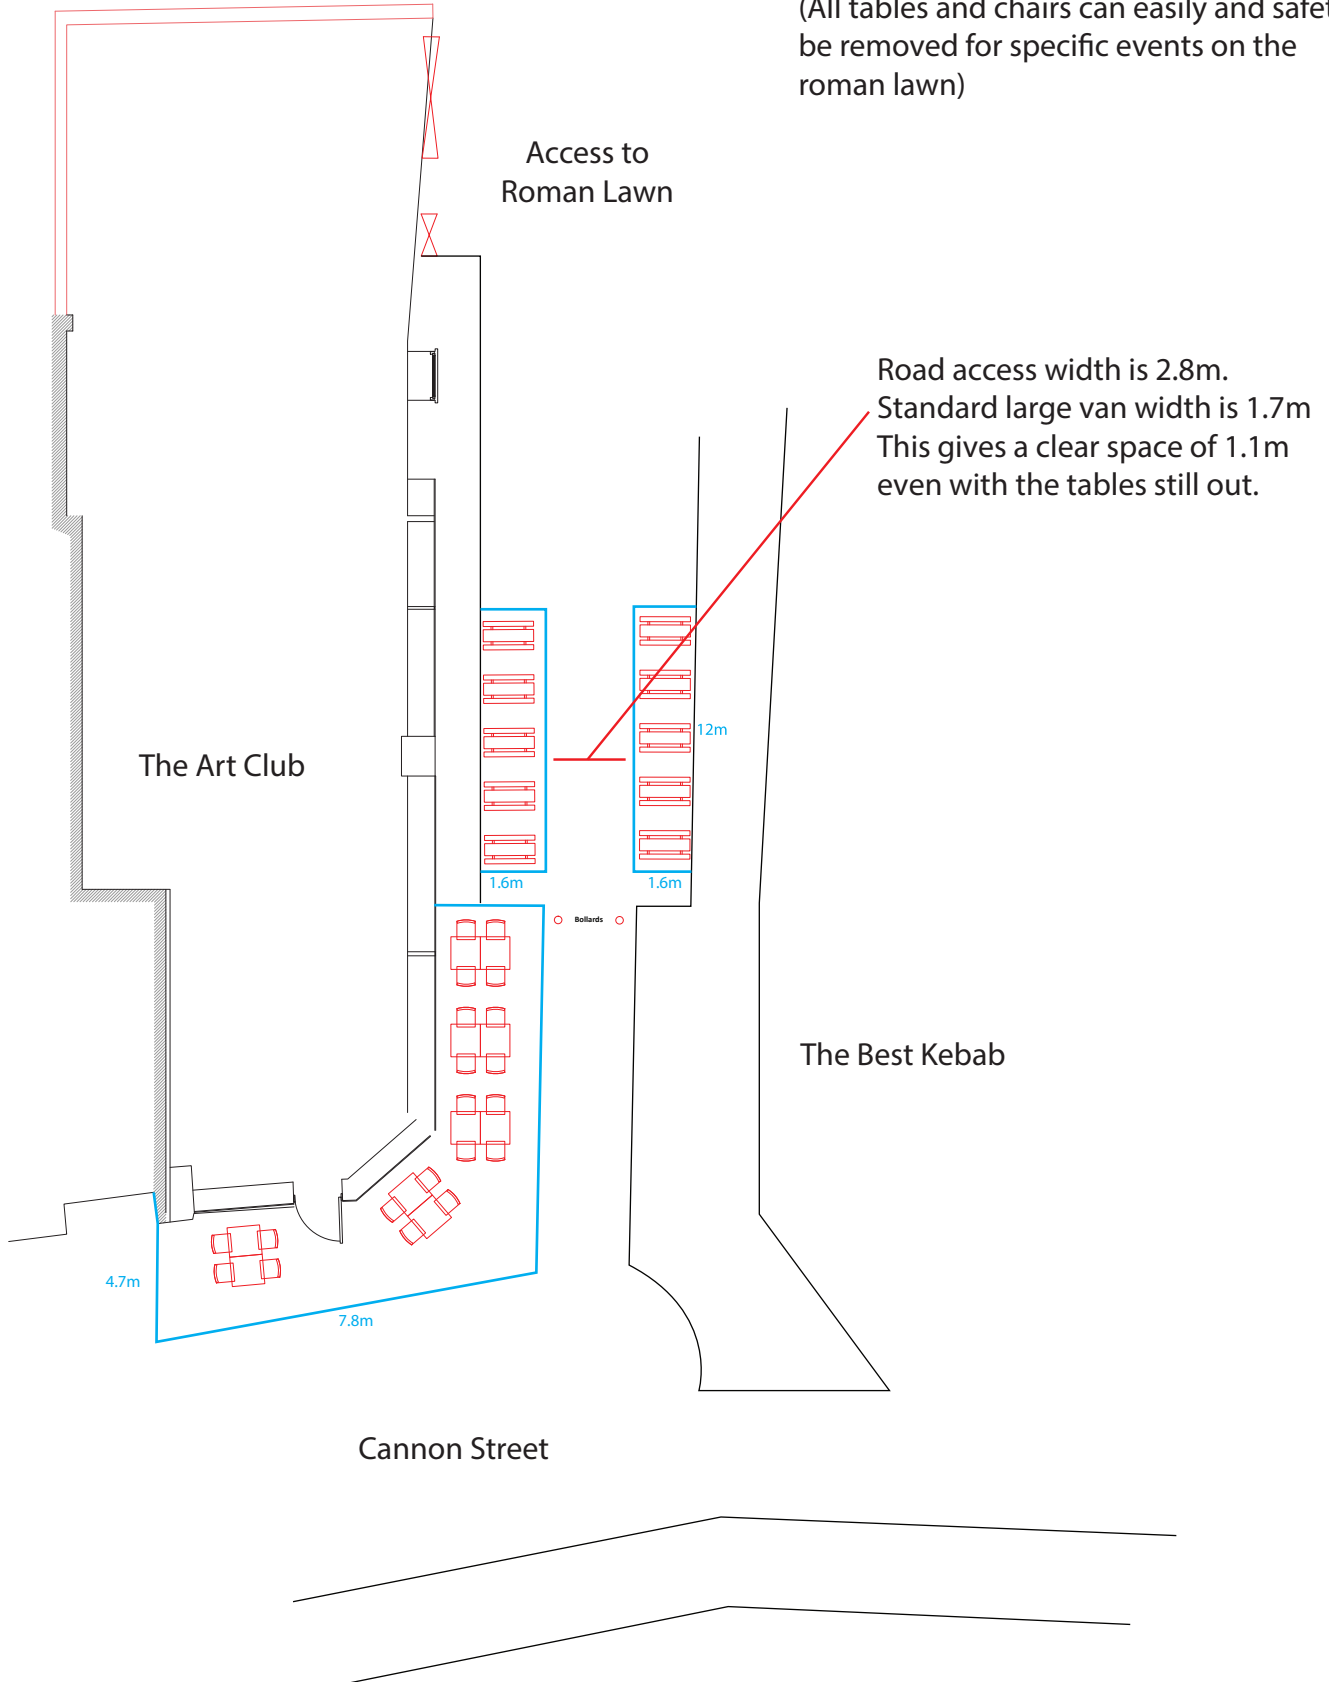 (All tables and chairs can easily and safet
be removed for specific events on the
roman lawn)
Access to
Roman Lawn
Road access width is 2.8m.
Standard large van width is 1.7m
This gives a clear space of 1.1m
even with the tables still out.
12m
The Art Club
1.6m
1.6m
Bollards
The Best Kebab
4.7m
7.8m
Cannon Street